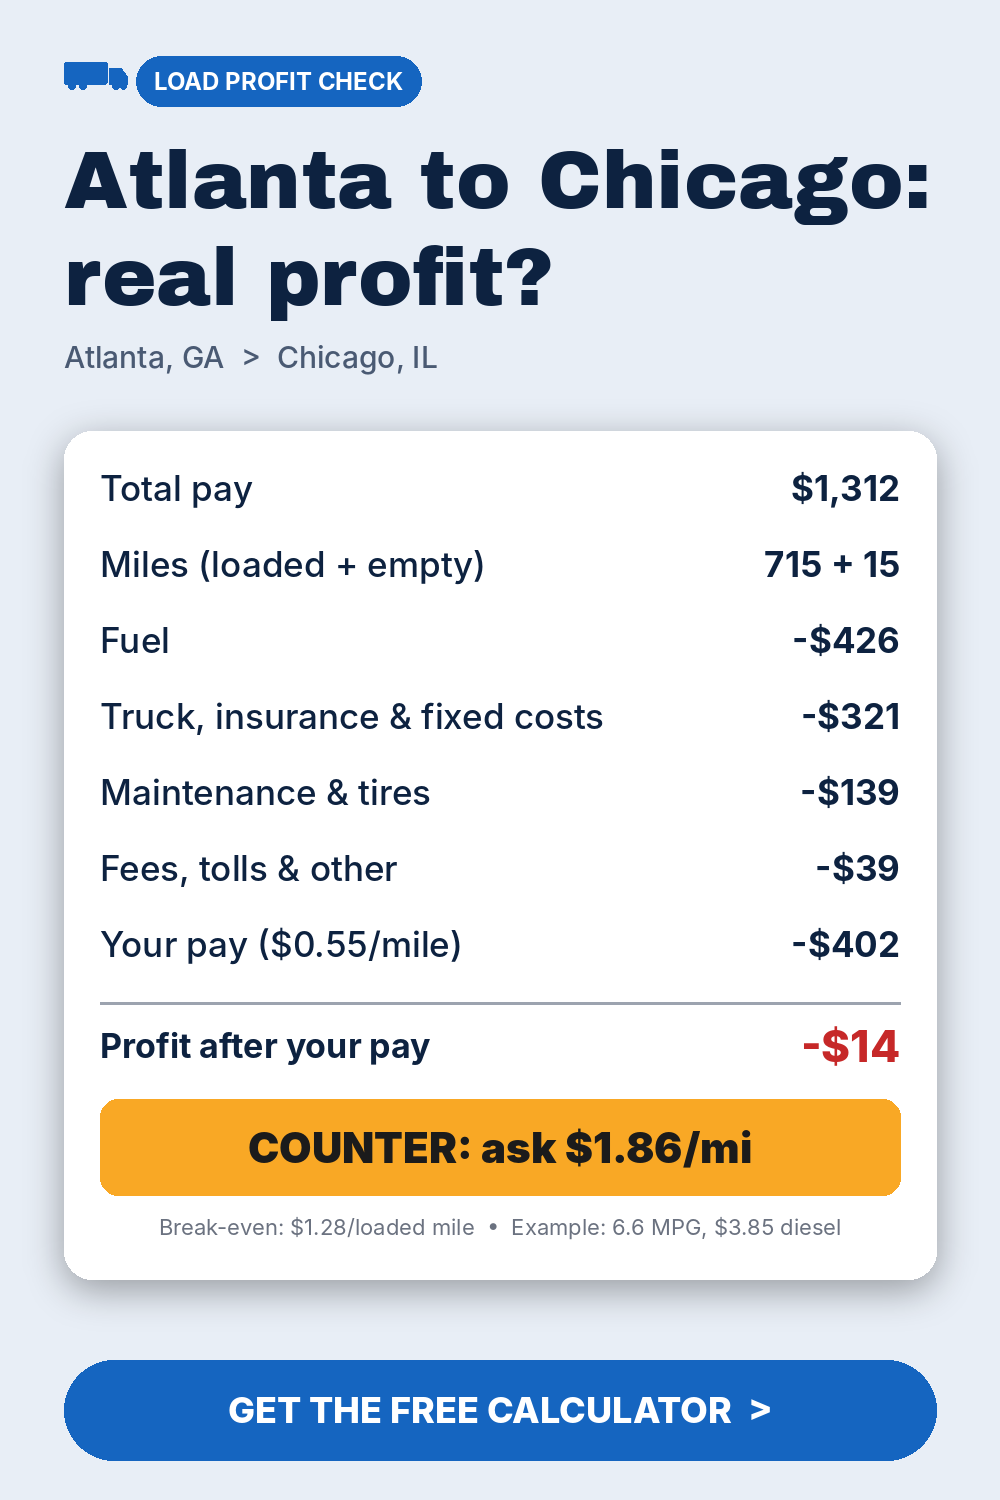 LOAD PROFIT CHECK
Atlanta to Chicago:
real profit?
Atlanta, GA > Chicago, IL
Total pay $1,312
Miles (loaded + empty) 715 + 15
Fuel -$426
Truck, insurance & fixed costs -$321
Maintenance & tires -$139
Fees, tolls & other -$39
Your pay ($0.55/mile) -$402
Profit after your pay -$14
COUNTER: ask $1.86/mi
Break-even: $1.28/loaded mile • Example: 6.6 MPG, $3.85 diesel
GET THE FREE CALCULATOR >